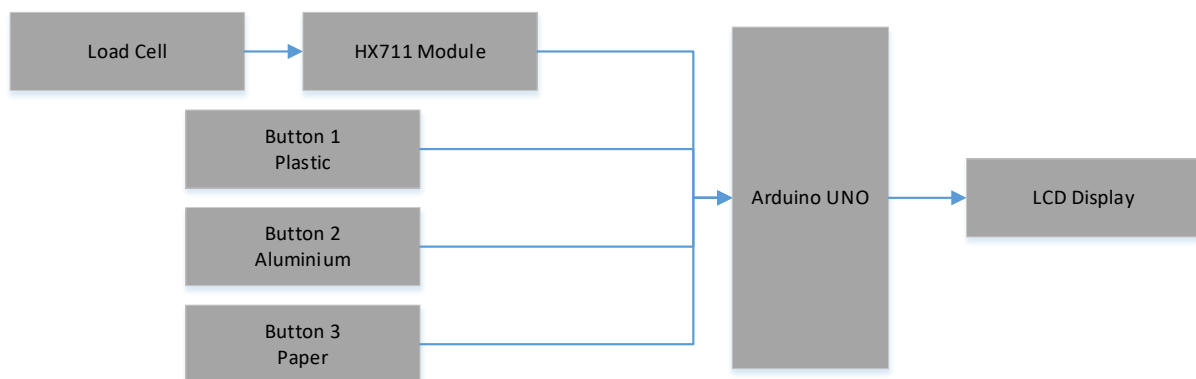 Load Cell
HX711 Module
Button 1
Plastic
Button 2
Aluminium
Button 3
Paper
Arduino UNO
LCD Display